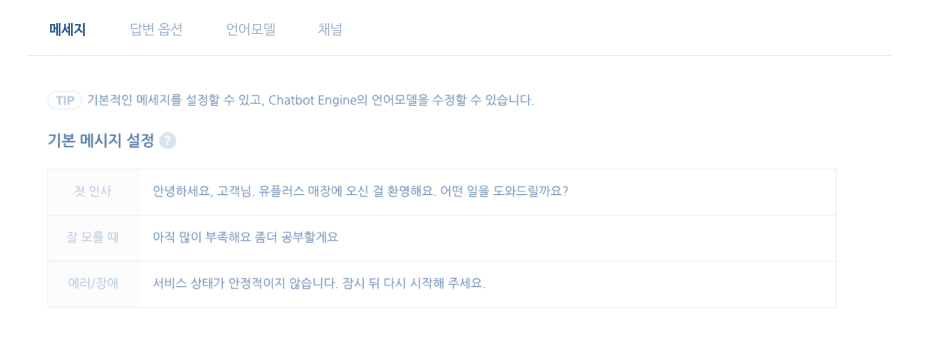 메세지 답변 옵션 언어모델 채널
TIP 기본적인 메세지를 설정할 수 있고, Chatbot Engine의 언어모델을 수정할 수 있습니다.
기본 메시지 설정 ?
첫 인사 안녕하세요, 고객님. 유플러스 매장에 오신 걸 환영해요. 어떤 일을 도와드릴까요?
잘 모를 때 아직 많이 부족해요 좀더 공부할게요
에러/장애 서비스 상태가 안정적이지 않습니다. 잠시 뒤 다시 시작해 주세요.